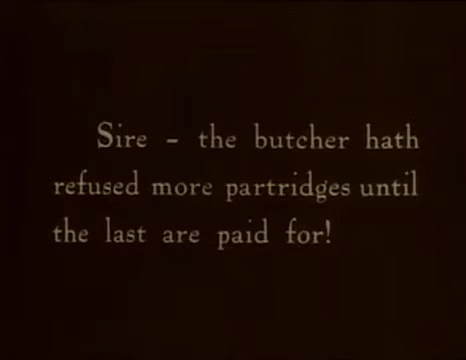 Sire - the butcher hath
refused more partridges until
the last are paid for!